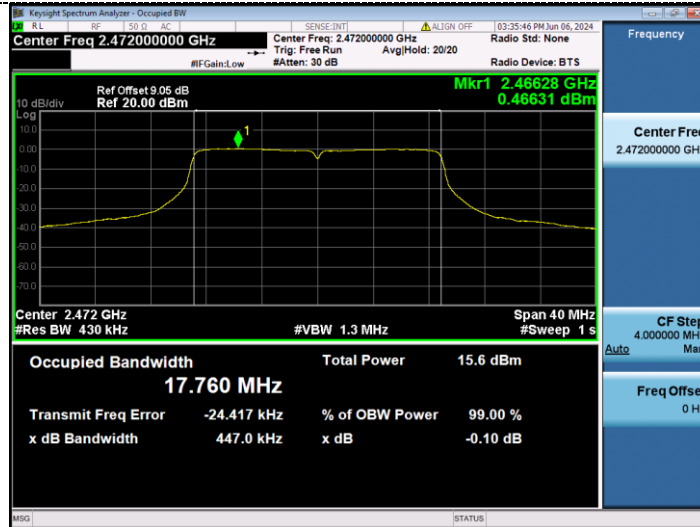 Keysight Spectrum Analyzer - Occupied BW
RL RF 50 Ω AC SENSE:INT ALIGN OFF 03:35:46 PM Jun 06, 2024
Center Freq 2.472000000 GHz
Center Freq: 2.472000000 GHz
Radio Std: None
Trig: Free Run Avg|Hold: 20/20
#IFGain:Low #Atten: 30 dB Radio Device: BTS
Mkr1 2.46628 GHz
0.46631 dBm
Ref Offset 9.05 dB
10 dB/div Ref 20.00 dBm
Log
10.0
0.00
-10.0
-20.0
-30.0
-40.0
-50.0
-60.0
-70.0
1
Center 2.472 GHz Span 40 MHz
#Res BW 430 kHz #VBW 1.3 MHz #Sweep 1 s
Occupied Bandwidth Total Power 15.6 dBm
17.760 MHz
Transmit Freq Error -24.417 kHz % of OBW Power 99.00 %
x dB Bandwidth 447.0 kHz x dB -0.10 dB
MSG STATUS
Frequency
Center Fre
2.472000000 GH
CF Step
4.000000 MH
Auto Ma
Freq Offse
0 H